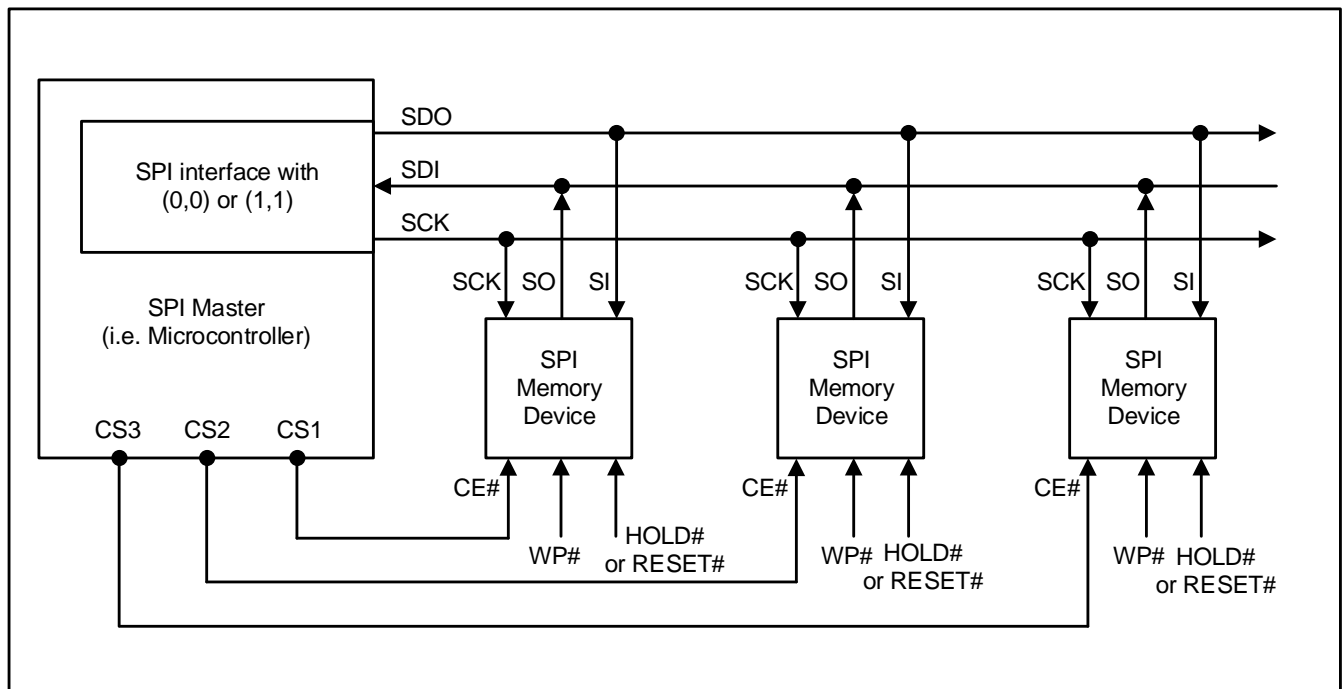 SDO
SPI interface with
(0,0) or (1,1)
SDI
SCK
SPI Master
(i.e. Microcontroller)
SCK SO SI
SCK SO SI
SCK SO SI
SPI
Memory
Device
SPI
Memory
Device
SPI
Memory
Device
CS3 CS2 CS1
CE#
WP#
HOLD#
or RESET#
CE#
WP#
HOLD#
or RESET#
CE#
WP#
HOLD#
or RESET#